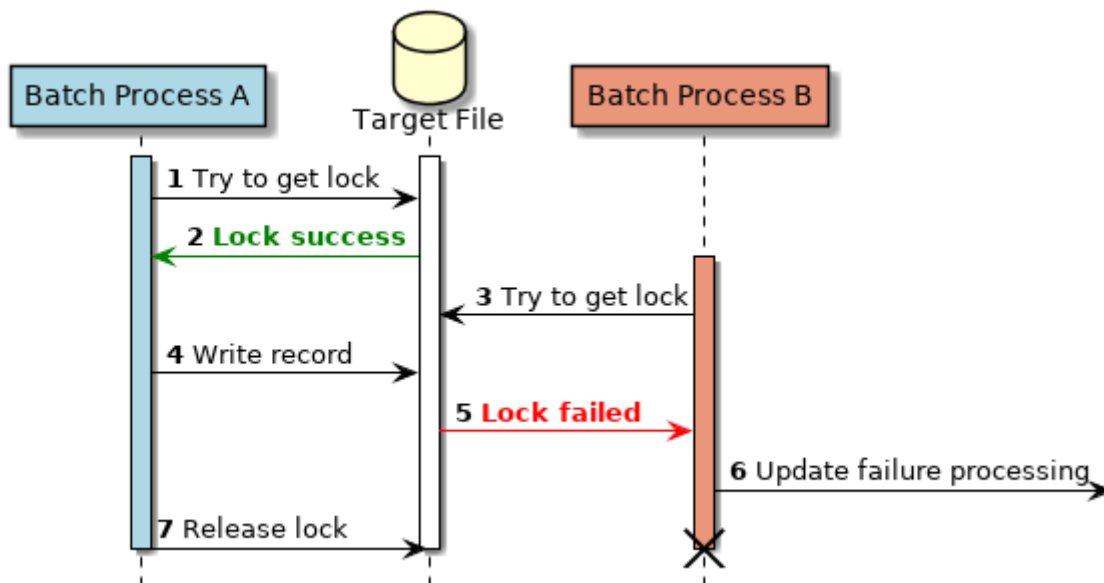 Batch Process A
Target File
Batch Process B
1 Try to get lock
2 Lock success
3 Try to get lock
4 Write record
5 Lock failed
6 Update failure processing
7 Release lock